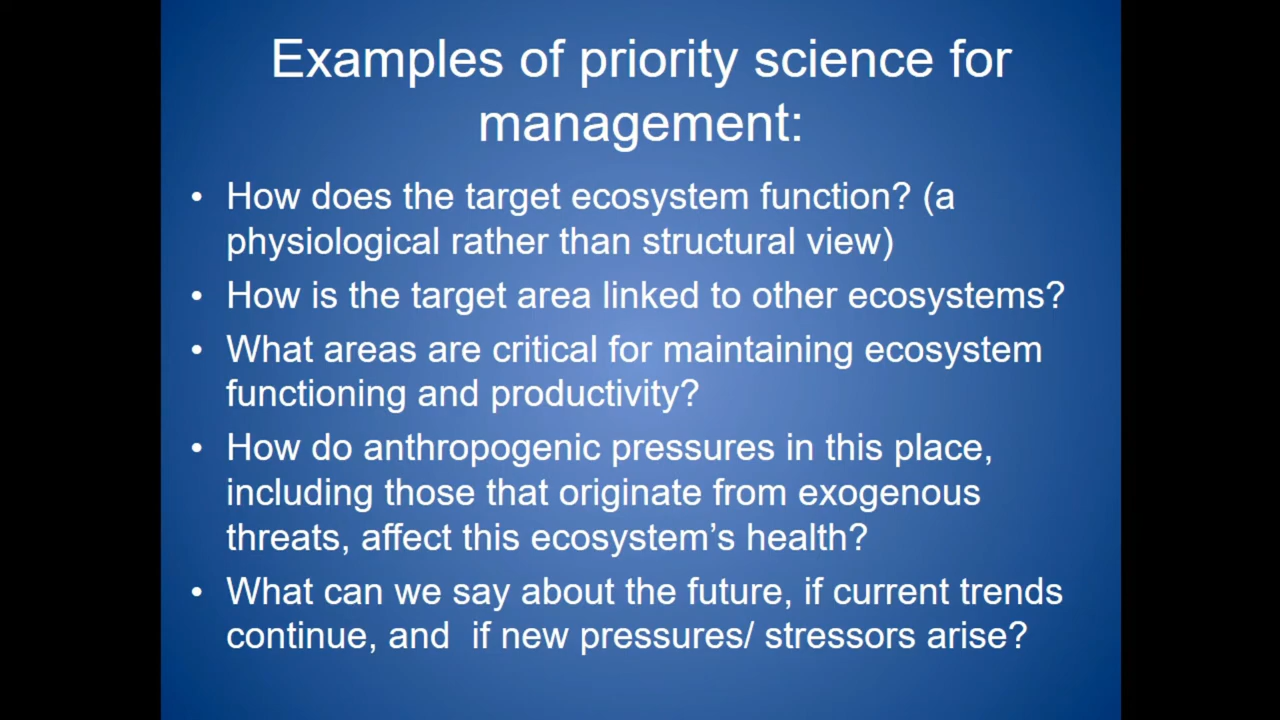 Examples of priority science for
management:
• How does the target ecosystem function? (a
physiological rather than structural view)
• How is the target area linked to other ecosystems?
• What areas are critical for maintaining ecosystem
functioning and productivity?
• How do anthropogenic pressures in this place,
including those that originate from exogenous
threats, affect this ecosystem’s health?
• What can we say about the future, if current trends
continue, and  if new pressures/ stressors arise?